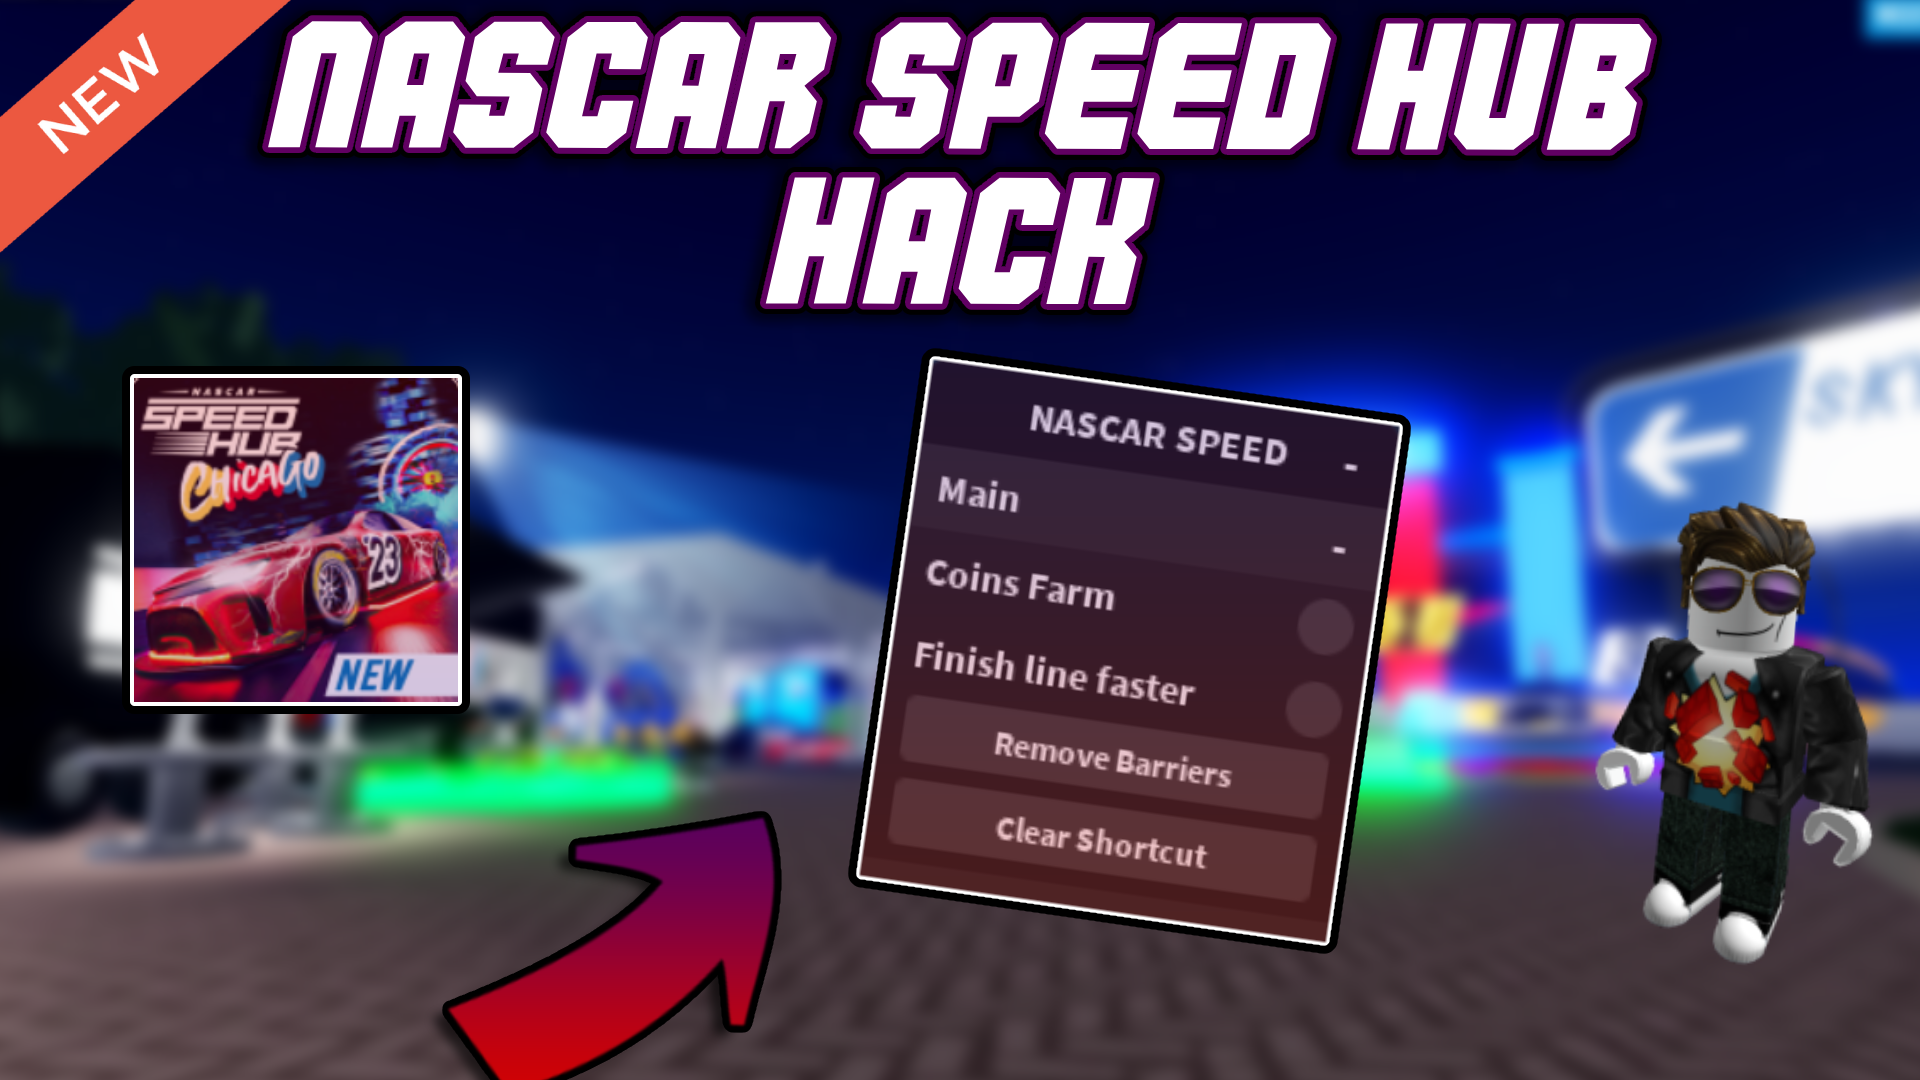 NEW
NASCAR SPEED HUB
HACK
NASCAR
SPEED
HUB
CHICAGO
23
NEW
NASCAR SPEED -
Main
-
Coins Farm
Finish line faster
Remove Barriers
Clear Shortcut
SKY